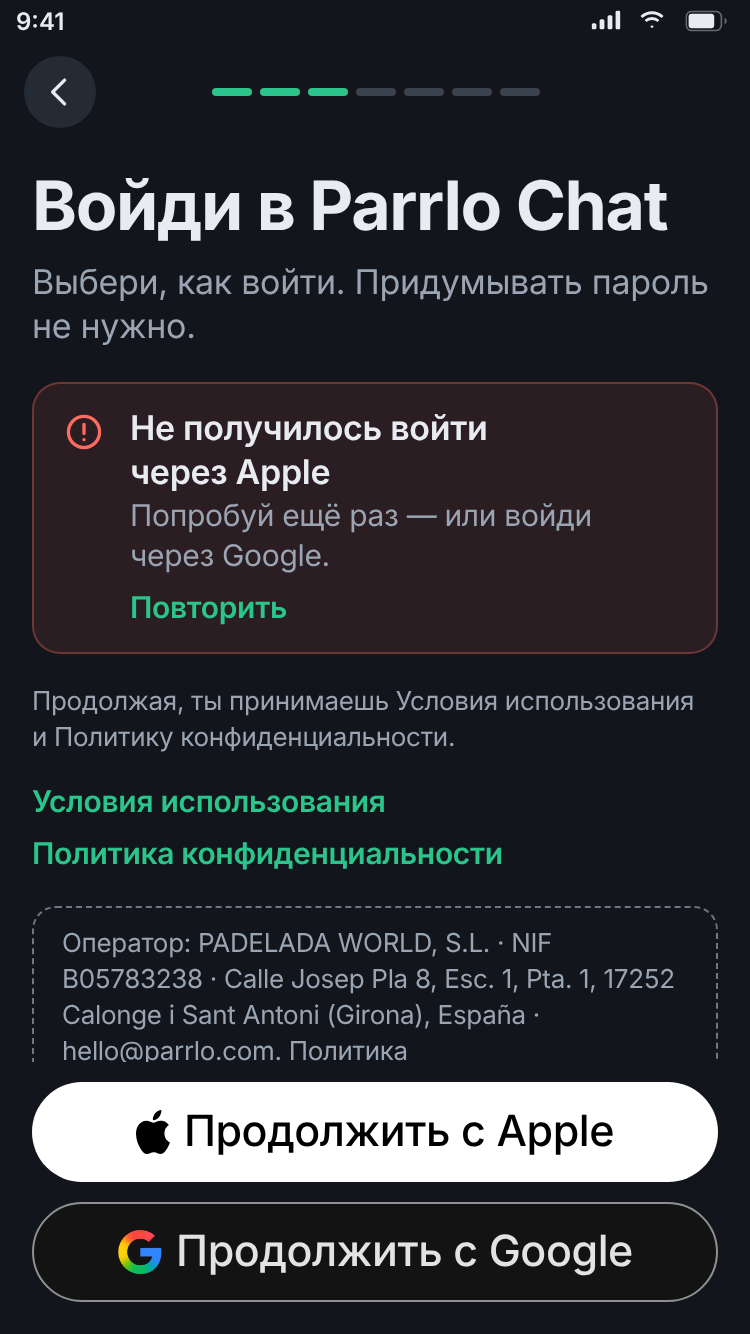 9:41
Войди в Parrlo Chat
Выбери, как войти. Придумывать пароль
не нужно.
Не получилось войти
через Apple
Попробуй ещё раз — или войди
через Google.
Повторить
Продолжая, ты принимаешь Условия использования
и Политику конфиденциальности.
Условия использования
Политика конфиденциальности
Оператор: PADELADA WORLD, S.L. · NIF
B05783238 · Calle Josep Pla 8, Esc. 1, Pta. 1, 17252
Calonge i Sant Antoni (Girona), España ·
hello@parrlo.com. Политика
Продолжить с Apple
Продолжить с Google